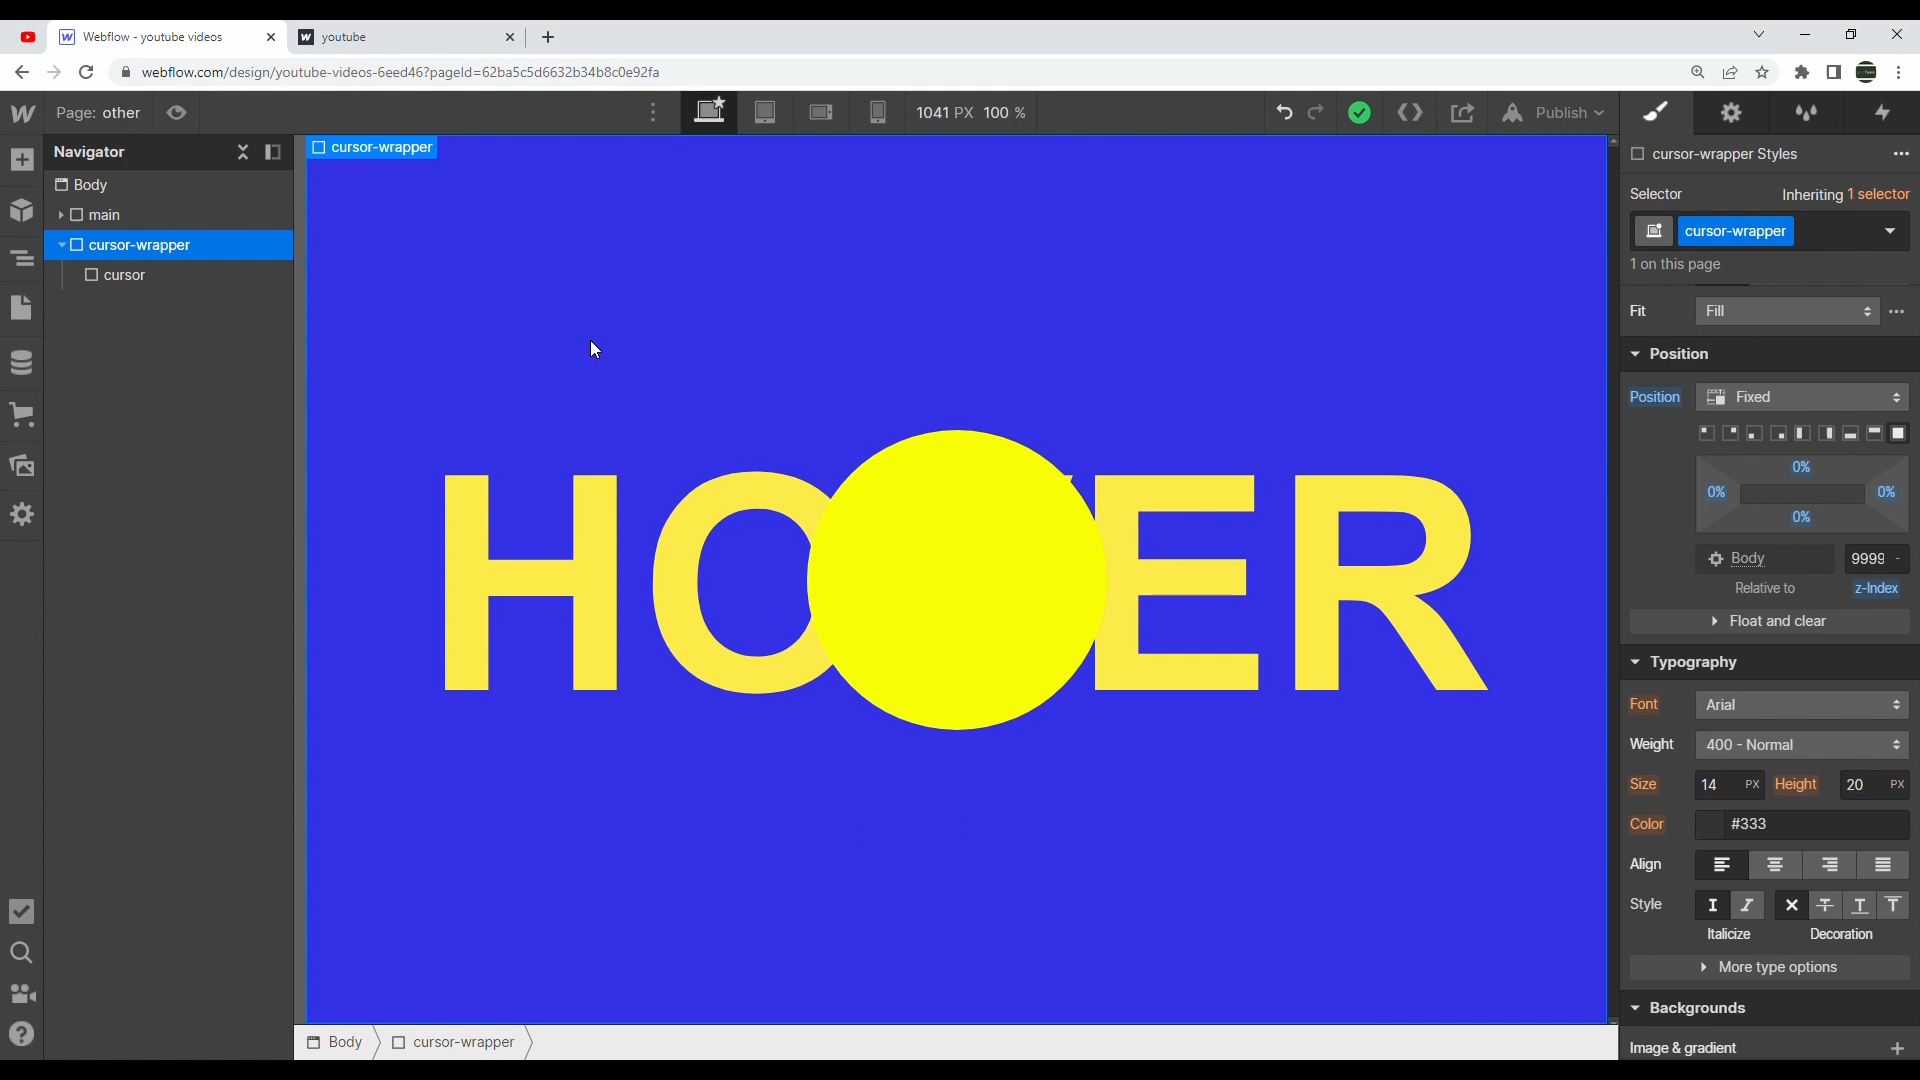 Webflow - youtube videos
youtube
webflow.com/design/youtube-videos-6eed46?pageId=62ba5c5d6632b34b8c0e92fa
Page: other
1041 PX 100 %
Publish
Navigator
Body
main
cursor-wrapper
cursor
cursor-wrapper
HO ER
Body
cursor-wrapper
cursor-wrapper Styles
Selector
Inheriting 1 selector
cursor-wrapper
1 on this page
Fit
Fill
Position
Position
Fixed
0%
0%
0%
0%
Body
9999 -
Relative to
z-Index
Float and clear
Typography
Font
Arial
Weight
400 - Normal
Size
14 PX
Height
20 PX
Color
#333
Align
Style
Italicize
Decoration
More type options
Backgrounds
Image & gradient